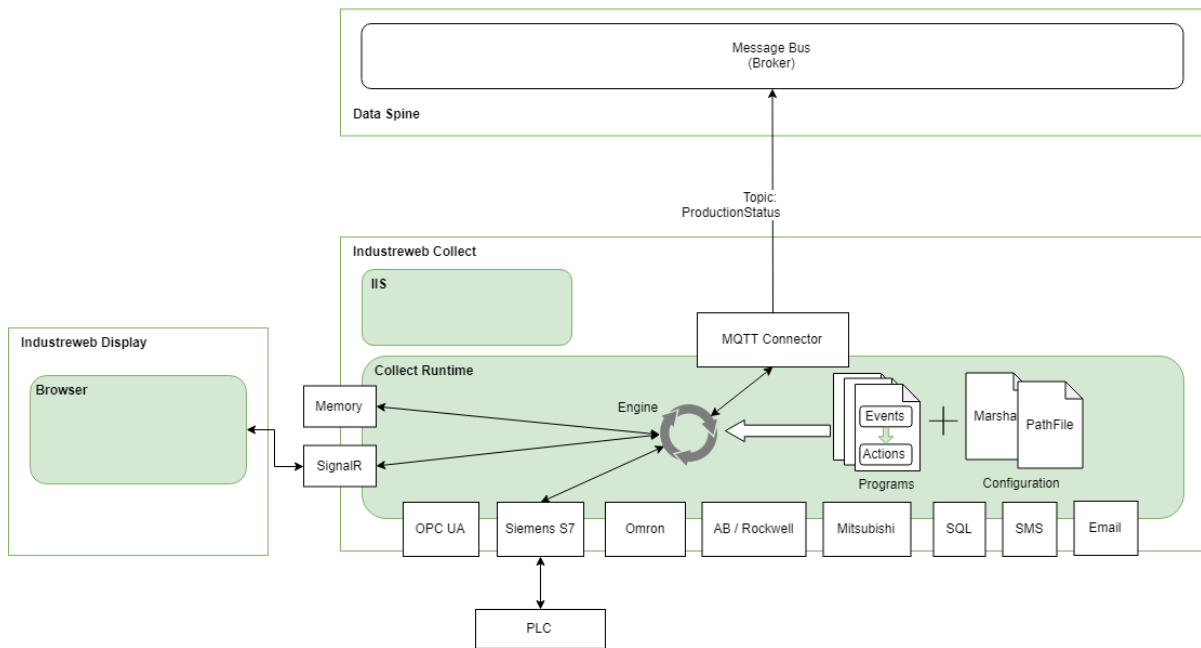 Message Bus
(Broker)
Data Spine
Topic:
ProductionStatus
Industreweb Collect
IIS
MQTT Connector
Industreweb Display
Browser
Collect Runtime
Memory
SignalR
Engine
Events
Actions
Programs
Marsha
PathFile
Configuration
OPC UA
Siemens S7
Omron
AB / Rockwell
Mitsubishi
SQL
SMS
Email
PLC